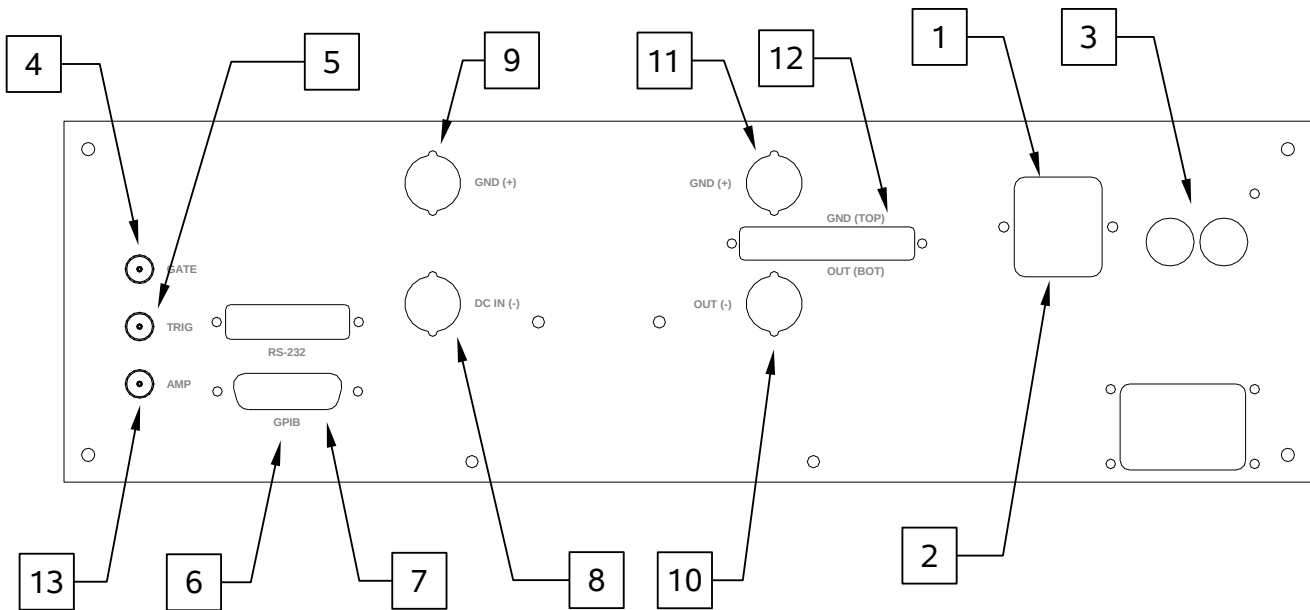 1
3
4
5
9
11
12
GND (+)
GND (+)
GND (TOP)
GATE
OUT (BOT)
DC IN (-)
OUT (-)
TRIG
RS-232
AMP
GPIB
2
13
6
7
8
10